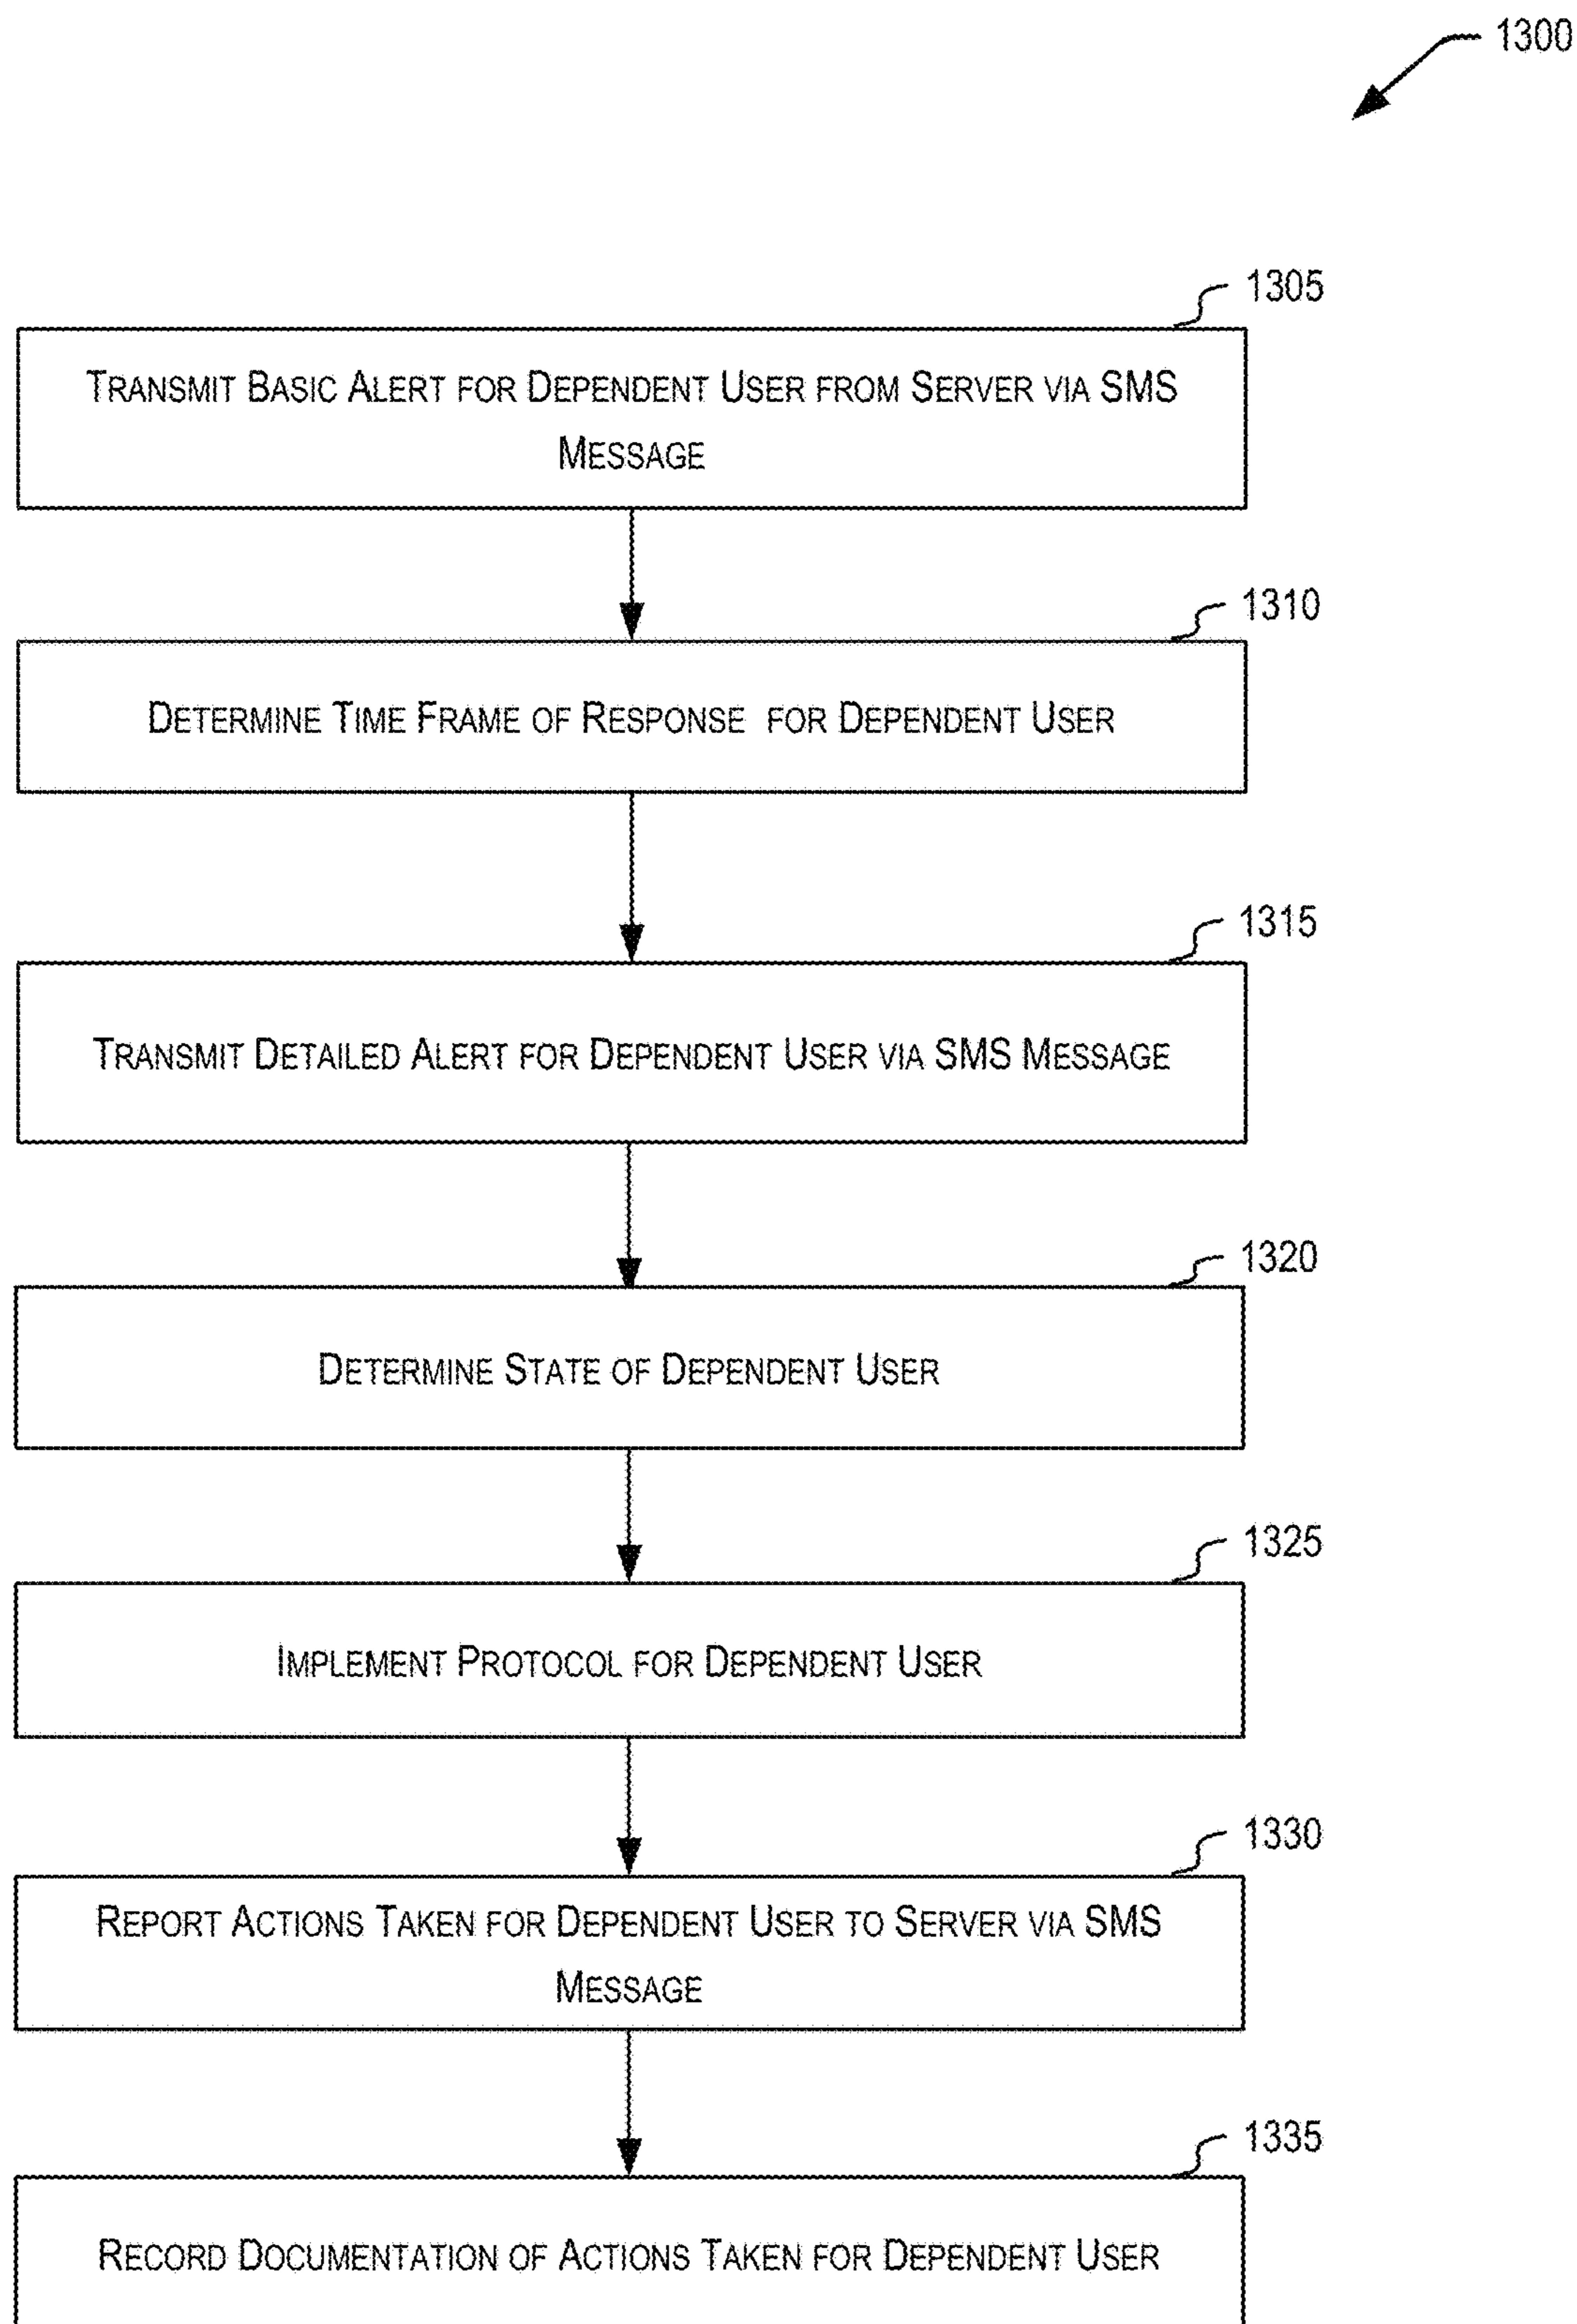 1300
1305
Transmit Basic Alert for Dependent User from Server via SMS
Message
1310
Determine Time Frame of Response for Dependent User
1315
Transmit Detailed Alert for Dependent User via SMS Message
1320
Determine State of Dependent User
1325
Implement Protocol for Dependent User
1330
Report Actions Taken for Dependent User to Server via SMS
Message
1335
Record Documentation of Actions Taken for Dependent User